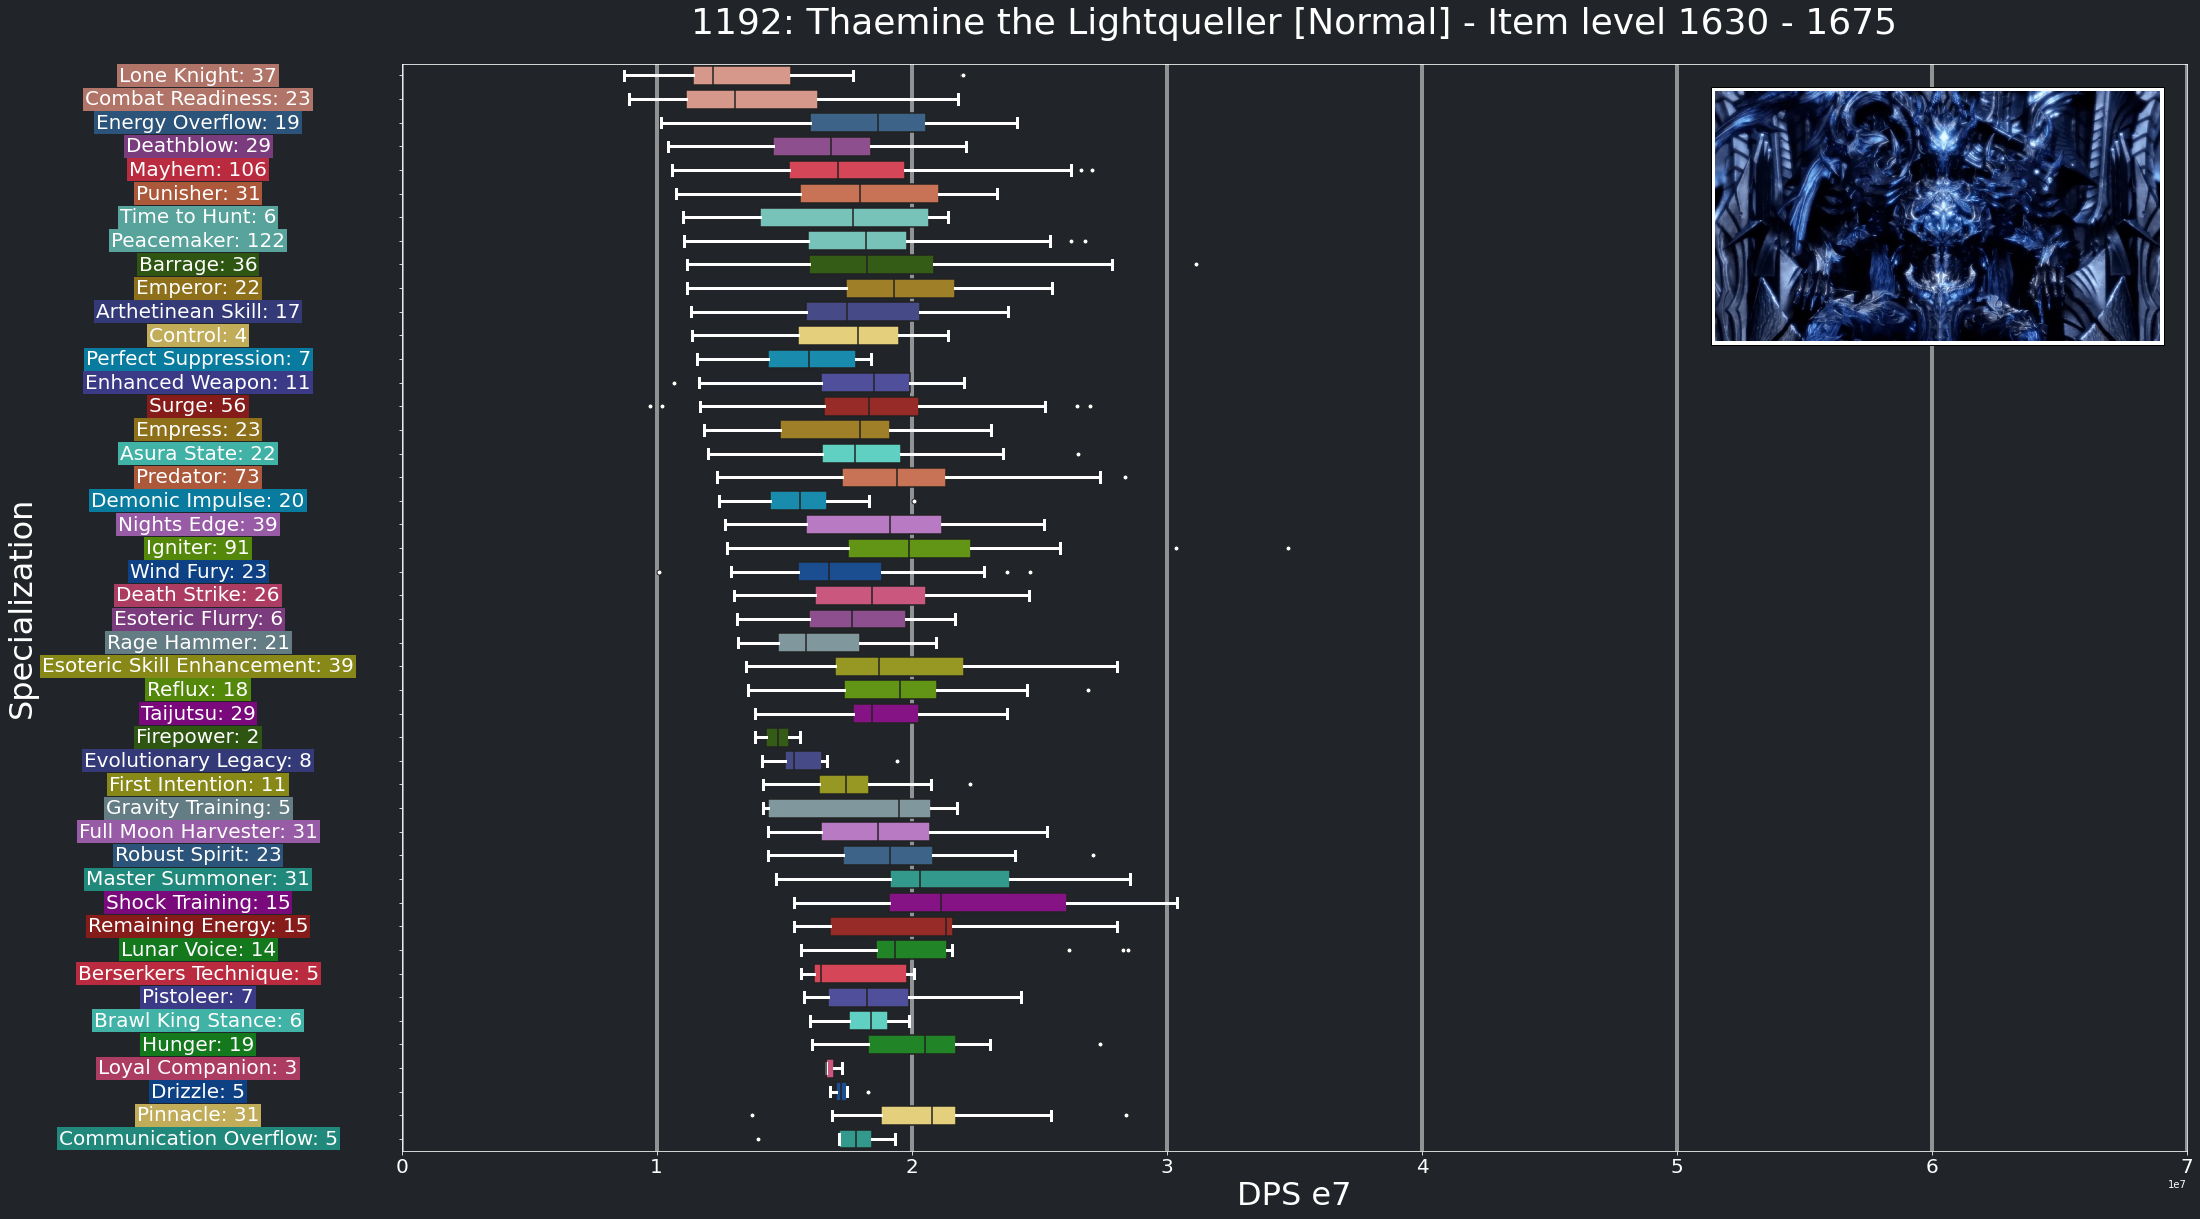 1192: Thaemine the Lightqueller [Normal] - Item level 1630 - 1675
Specialization
Lone Knight: 37
Combat Readiness: 23
Energy Overflow: 19
Deathblow: 29
Mayhem: 106
Punisher: 31
Time to Hunt: 6
Peacemaker: 122
Barrage: 36
Emperor: 22
Arthetinean Skill: 17
Control: 4
Perfect Suppression: 7
Enhanced Weapon: 11
Surge: 56
Empress: 23
Asura State: 22
Predator: 73
Demonic Impulse: 20
Nights Edge: 39
Igniter: 91
Wind Fury: 23
Death Strike: 26
Esoteric Flurry: 6
Rage Hammer: 21
Esoteric Skill Enhancement: 39
Reflux: 18
Taijutsu: 29
Firepower: 2
Evolutionary Legacy: 8
First Intention: 11
Gravity Training: 5
Full Moon Harvester: 31
Robust Spirit: 23
Master Summoner: 31
Shock Training: 15
Remaining Energy: 15
Lunar Voice: 14
Berserkers Technique: 5
Pistoleer: 7
Brawl King Stance: 6
Hunger: 19
Loyal Companion: 3
Drizzle: 5
Pinnacle: 31
Communication Overflow: 5
0 1 2 3 4 5 6 7
1e7
DPS e7